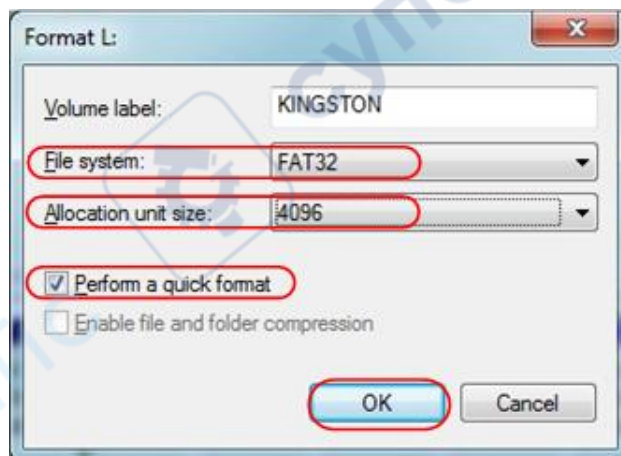 Format L:
Volume label: KINGSTON
File system: FAT32
Allocation unit size: 4096
Perform a quick format
Enable file and folder compression
OK Cancel